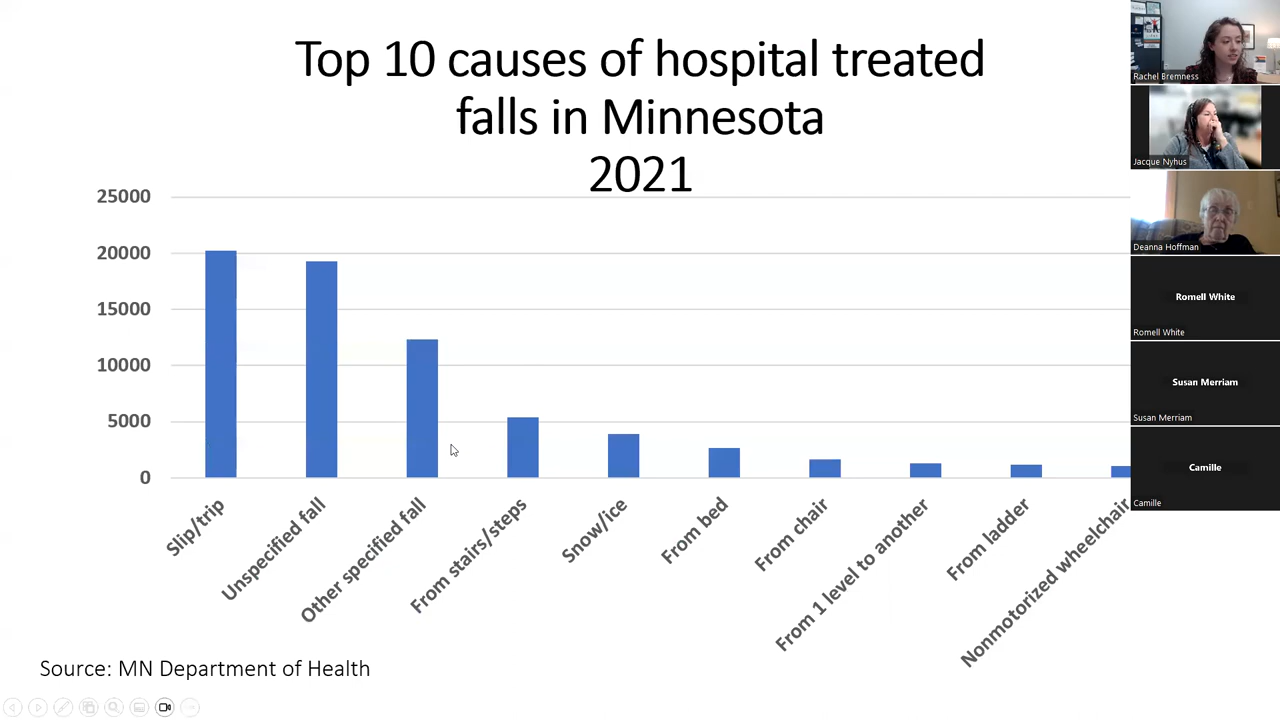 Top 10 causes of hospital treated
falls in Minnesota
2021
25000
20000
15000
10000
5000
0
Slip/trip
Unspecified fall
Other specified fall
From stairs/steps
Snow/ice
From bed
From chair
From 1 level to another
From ladder
Nonmotorized wheelchair
Source: MN Department of Health
Rachel Bremness
Jacque Nyhus
Deanna Hoffman
Romell White
Romell White
Susan Merriam
Susan Merriam
Camille
Camille